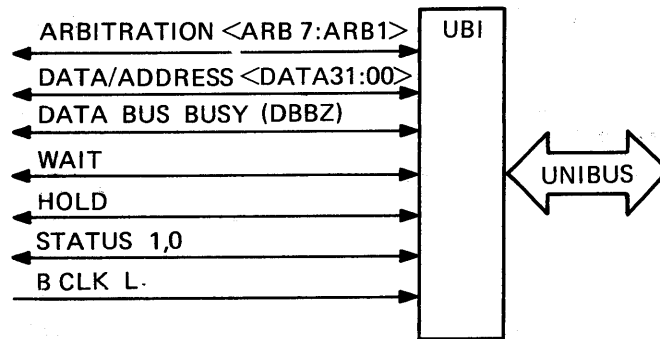 ARBITRATION <ARB 7:ARB1>
UBI
DATA/ADDRESS <DATA31:00>
DATA BUS BUSY (DBBZ)
WAIT
UNIBUS
HOLD
STATUS 1,0
B CLK L